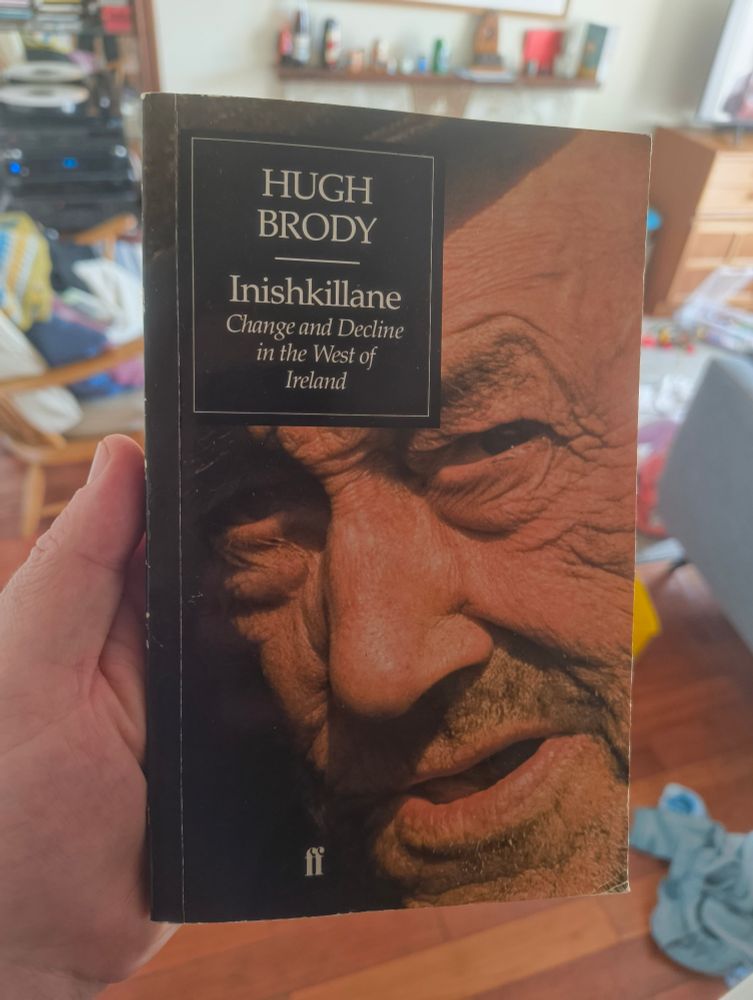 HUGH
BRODY
Inishkillane
Change and Decline
in the West of
Ireland
ff